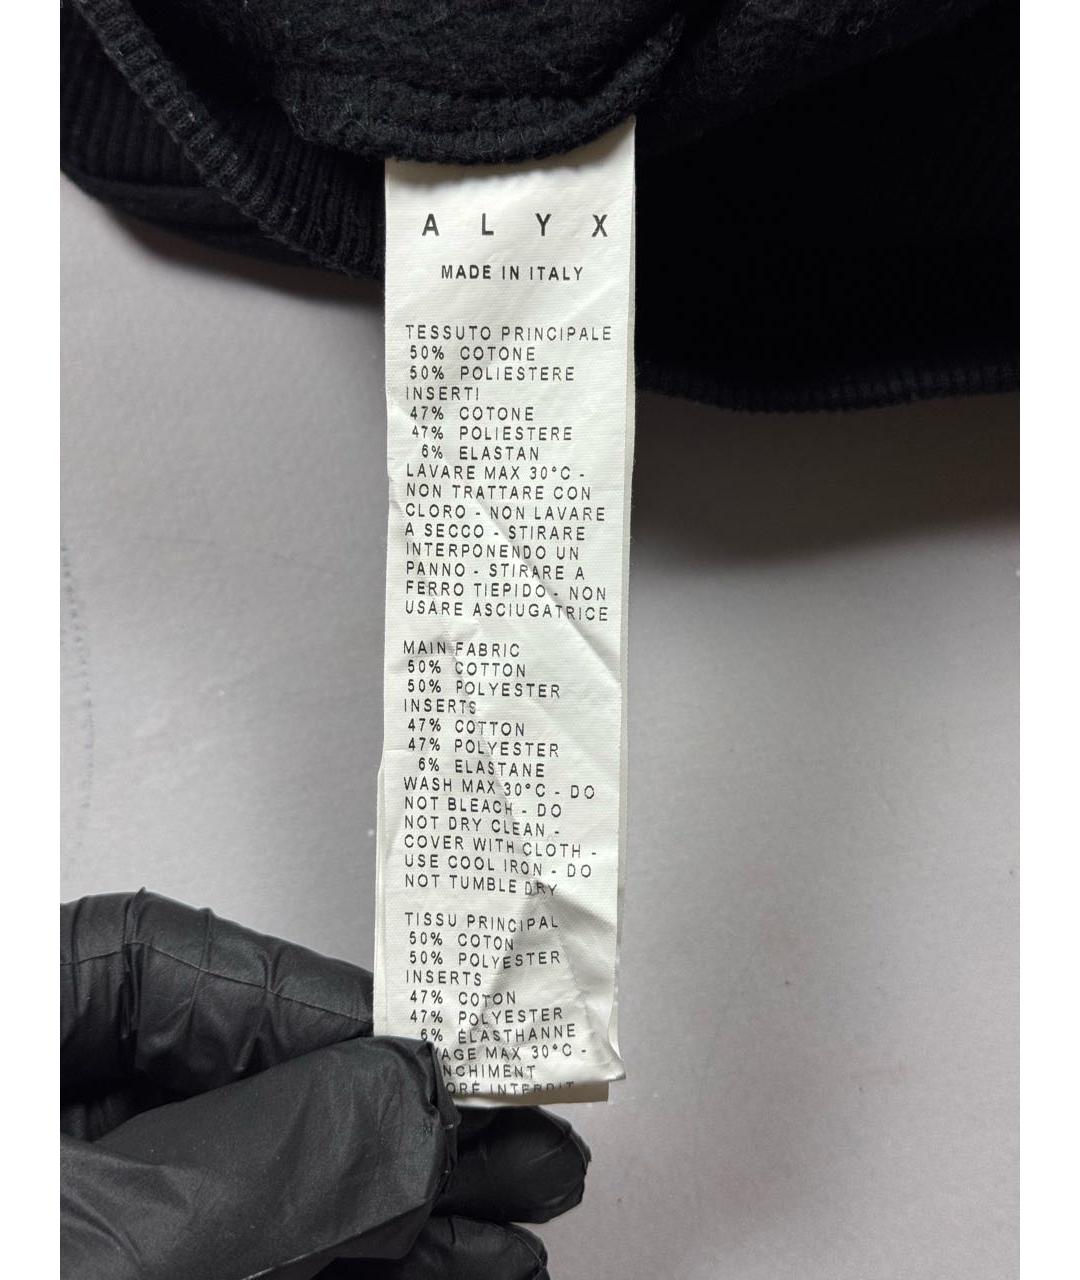 A L Y X
MADE IN ITALY
TESSUTO PRINCIPALE
50% COTONE
50% POLIESTERE
INSERTI
47% COTONE
47% POLIESTERE
6% ELASTAN
LAVARE MAX 30°C -
NON TRATTARE CON
CLORO - NON LAVARE
A SECCO - STIRARE
INTERPONENDO UN
PANNO - STIRARE A
FERRO TIEPIDO - NON
USARE ASCIUGATRICE
MAIN FABRIC
50% COTTON
50% POLYESTER
INSERTS
47% COTTON
47% POLYESTER
6% ELASTANE
WASH MAX 30°C - DO
NOT BLEACH - DO
NOT DRY CLEAN -
COVER WITH CLOTH -
USE COOL IRON - DO
NOT TUMBLE DRY
TISSU PRINCIPAL
50% COTON
50% POLYESTER
INSERTS
47% COTON
47% POLYESTER
6% ÉLASTHANNE
MAX 30°C -
INTERDIT